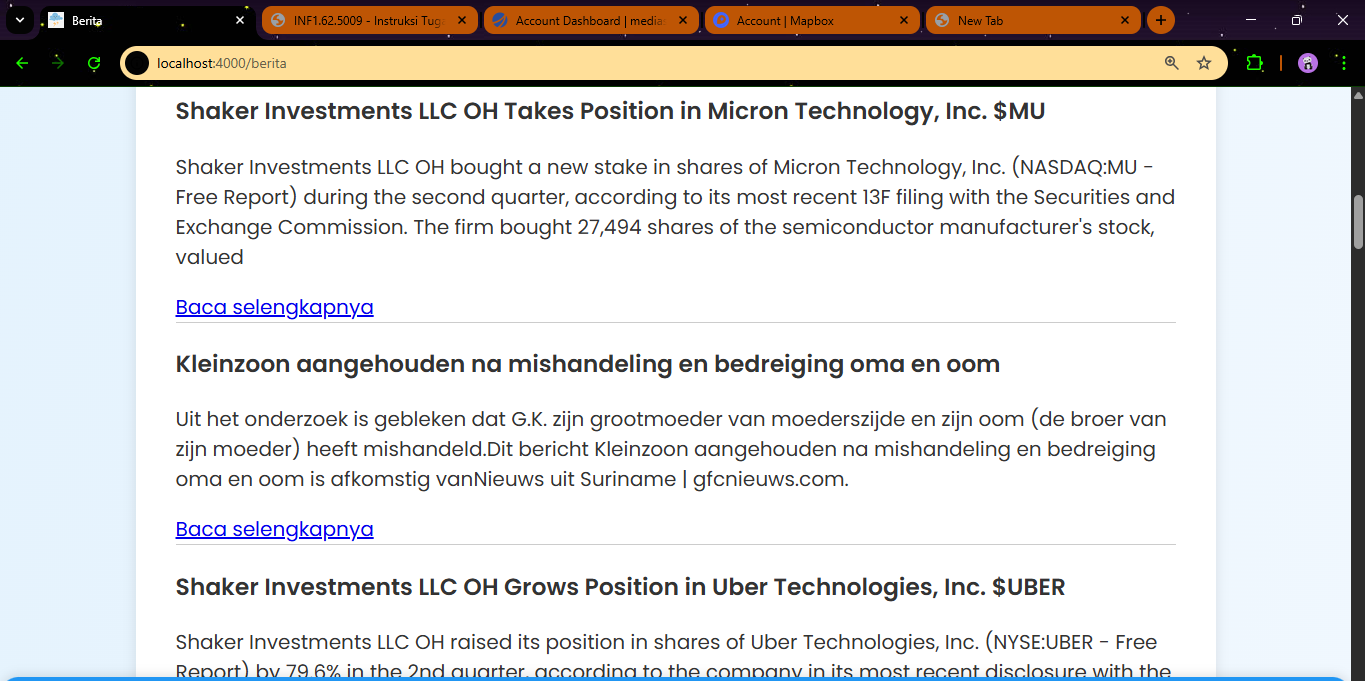 Berita
INF1.62.5009 - Instruksi Tuga
Account Dashboard | medias
Account | Mapbox
New Tab
localhost:4000/berita
Shaker Investments LLC OH Takes Position in Micron Technology, Inc. $MU
Shaker Investments LLC OH bought a new stake in shares of Micron Technology, Inc. (NASDAQ:MU -
Free Report) during the second quarter, according to its most recent 13F filing with the Securities and
Exchange Commission. The firm bought 27,494 shares of the semiconductor manufacturer's stock,
valued
Baca selengkapnya
Kleinzoon aangehouden na mishandeling en bedreiging oma en oom
Uit het onderzoek is gebleken dat G.K. zijn grootmoeder van moederszijde en zijn oom (de broer van
zijn moeder) heeft mishandeld.Dit bericht Kleinzoon aangehouden na mishandeling en bedreiging
oma en oom is afkomstig vanNieuws uit Suriname | gfcnieuws.com.
Baca selengkapnya
Shaker Investments LLC OH Grows Position in Uber Technologies, Inc. $UBER
Shaker Investments LLC OH raised its position in shares of Uber Technologies, Inc. (NYSE:UBER - Free
Report) by 79.6% in the 2nd quarter, according to the company in its most recent disclosure with the